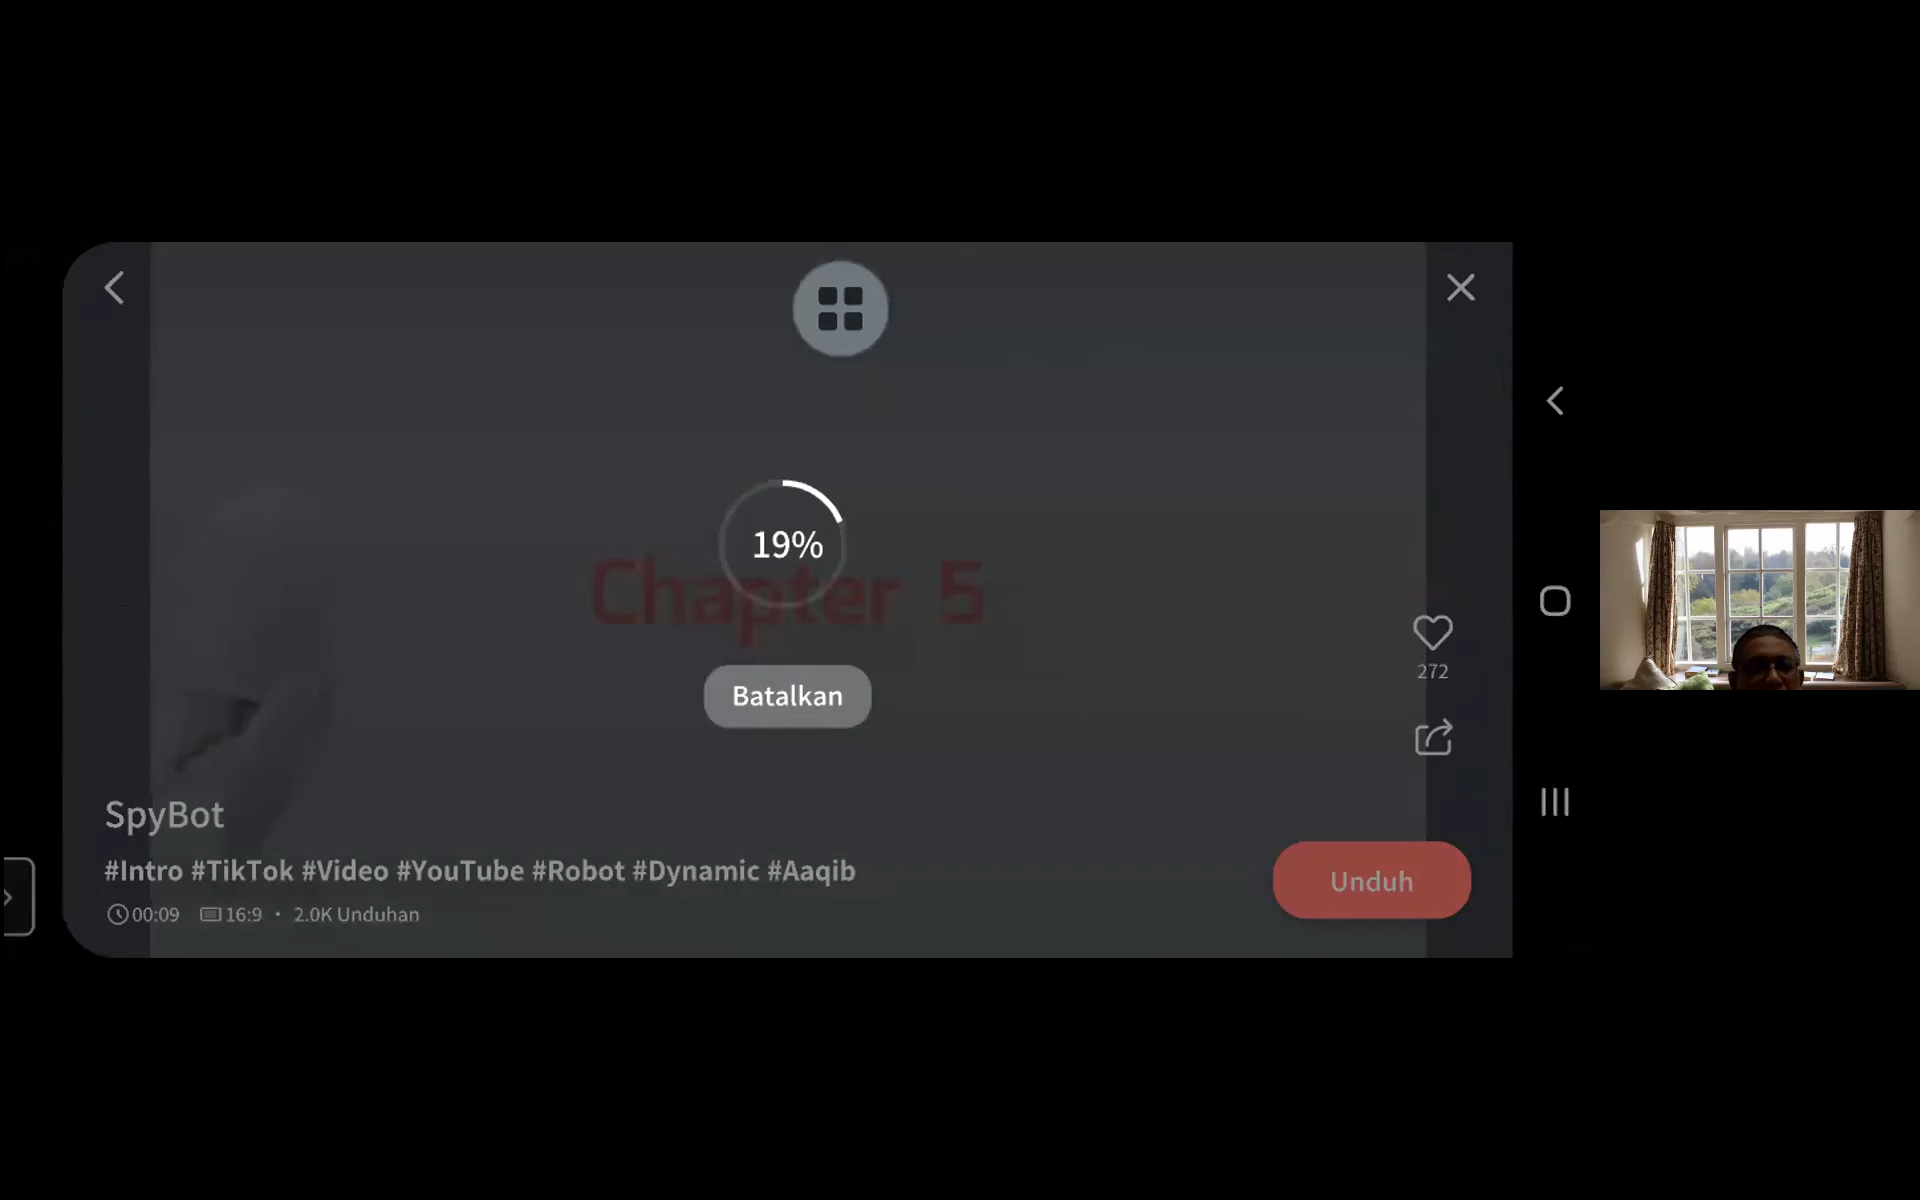 19%
Chapter 5
Batalkan
272
SpyBot
#Intro #TikTok #Video #YouTube #Robot #Dynamic #Aaqib
00:09 16:9 · 2.0K Unduhan
Unduh